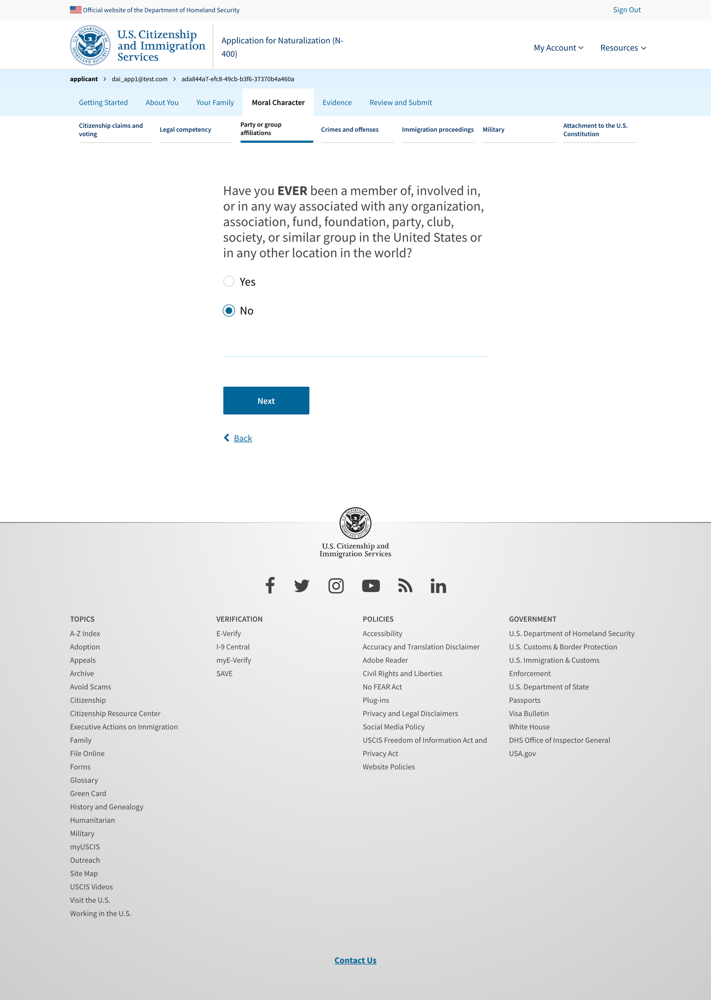 Official website of the Department of Homeland Security
Sign Out
U.S. DEPARTMENT OF HOMELAND SECURITY
U.S. Citizenship
and Immigration
Services
Application for Naturalization (N-
400)
My Account
Resources
applicant > dai_app1@test.com > ada844a7-efc8-49cb-b3f6-37370b4a460a
Getting Started
About You
Your Family
Moral Character
Evidence
Review and Submit
Citizenship claims and
voting
Legal competency
Party or group
affiliations
Crimes and offenses
Immigration proceedings
Military
Attachment to the U.S.
Constitution
Have you EVER been a member of, involved in,
or in any way associated with any organization,
association, fund, foundation, party, club,
society, or similar group in the United States or
in any other location in the world?
Yes
No
Next
Back
U.S. DEPARTMENT OF HOMELAND SECURITY
U.S. Citizenship and
Immigration Services
TOPICS
A-Z Index
Adoption
Appeals
Archive
Avoid Scams
Citizenship
Citizenship Resource Center
Executive Actions on Immigration
Family
File Online
Forms
Glossary
Green Card
History and Genealogy
Humanitarian
Military
myUSCIS
Outreach
Site Map
USCIS Videos
Visit the U.S.
Working in the U.S.
VERIFICATION
E-Verify
I-9 Central
myE-Verify
SAVE
POLICIES
Accessibility
Accuracy and Translation Disclaimer
Adobe Reader
Civil Rights and Liberties
No FEAR Act
Plug-ins
Privacy and Legal Disclaimers
Social Media Policy
USCIS Freedom of Information Act and
Privacy Act
Website Policies
GOVERNMENT
U.S. Department of Homeland Security
U.S. Customs & Border Protection
U.S. Immigration & Customs
Enforcement
U.S. Department of State
Passports
Visa Bulletin
White House
DHS Office of Inspector General
USA.gov
Contact Us